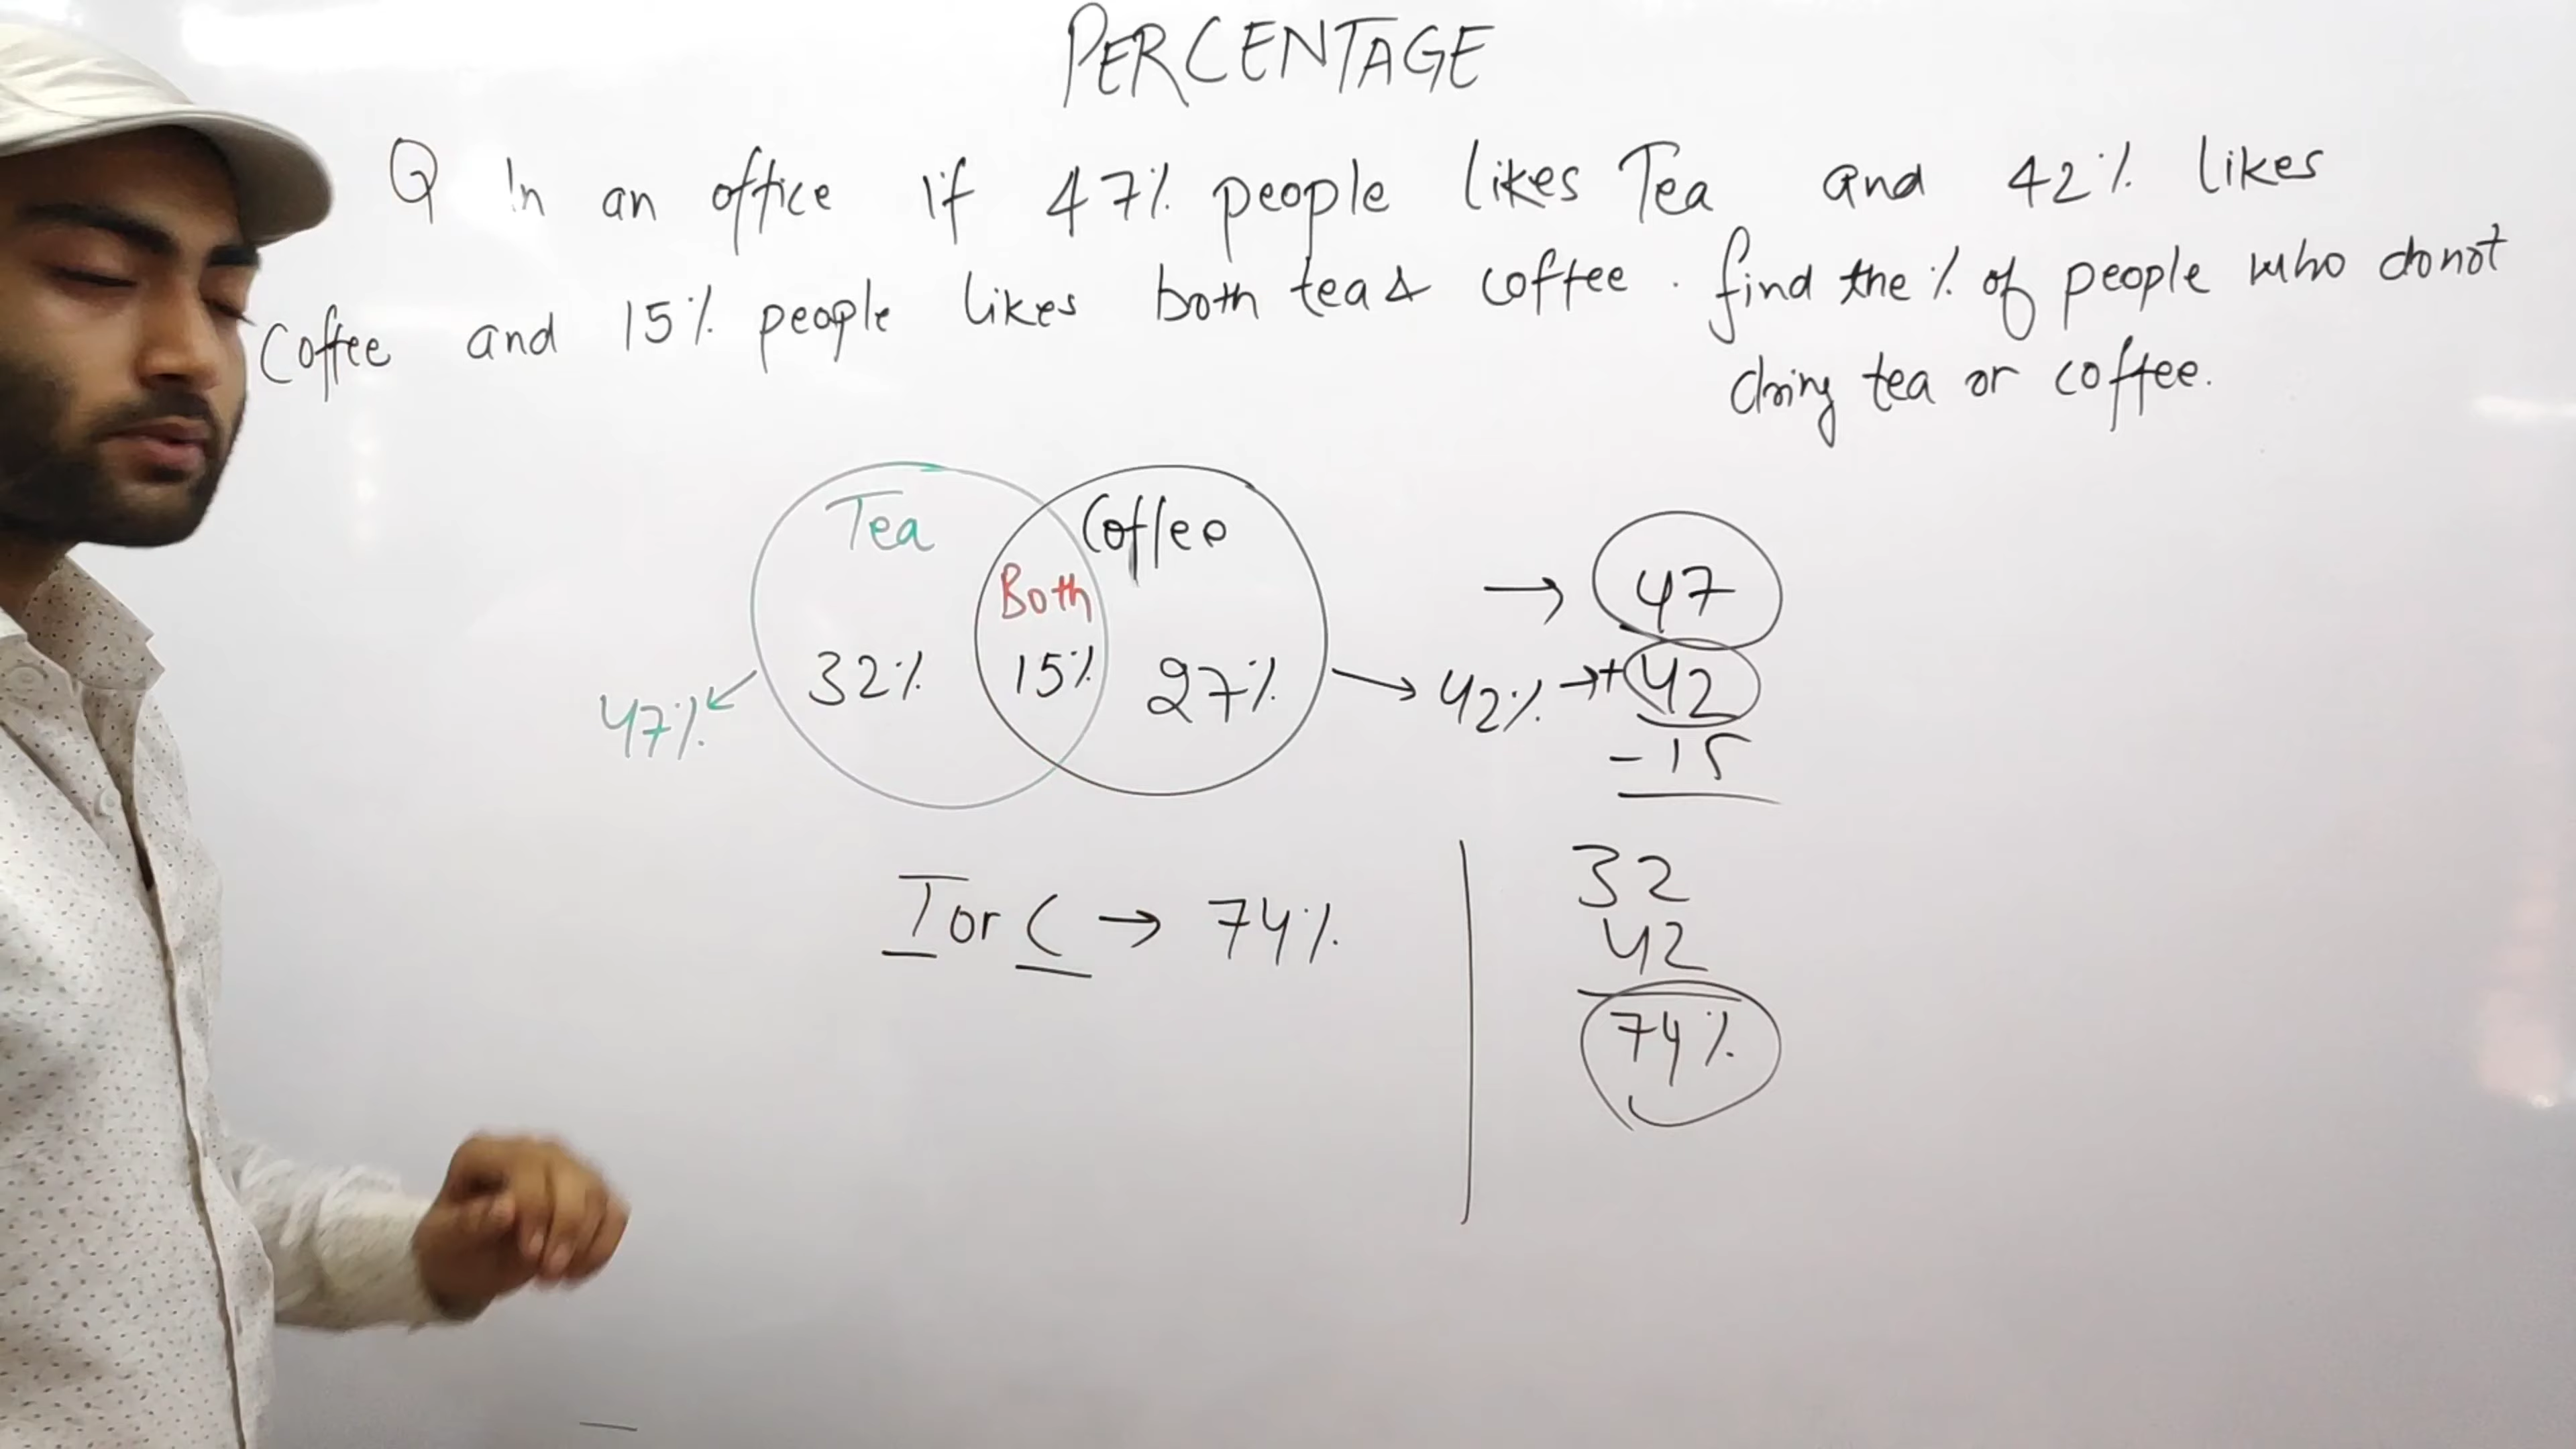 PERCENTAGE
Q In an office if 47% people likes Tea and 42% likes
Coffee and 15% people likes both tea & coffee. find the % of people who donot
dring tea or coffee.
Tea Coffee
Both
32% 15% 27%
47%
42%
47
+42
-15
T or C → 74%
32
42
74%